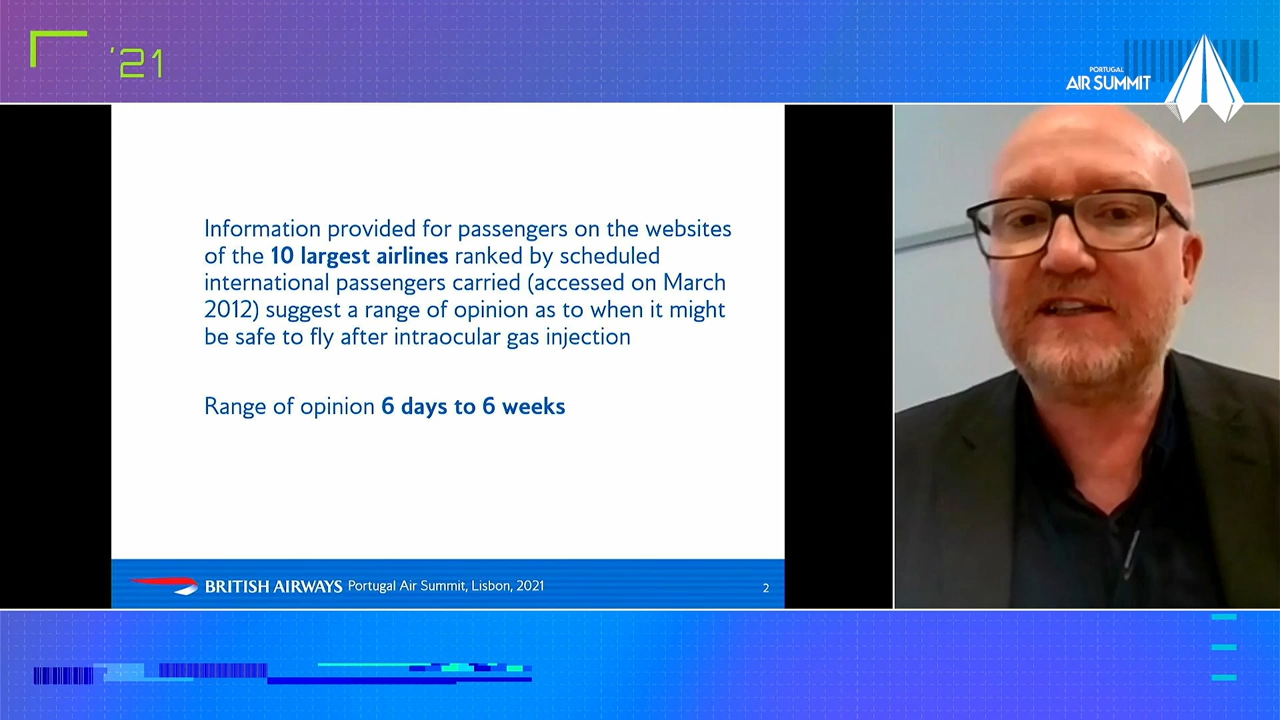 '21
PORTUGAL
AIR SUMMIT
Information provided for passengers on the websites
of the 10 largest airlines ranked by scheduled
international passengers carried (accessed on March
2012) suggest a range of opinion as to when it might
be safe to fly after intraocular gas injection
Range of opinion 6 days to 6 weeks
BRITISH AIRWAYS Portugal Air Summit, Lisbon, 2021
2